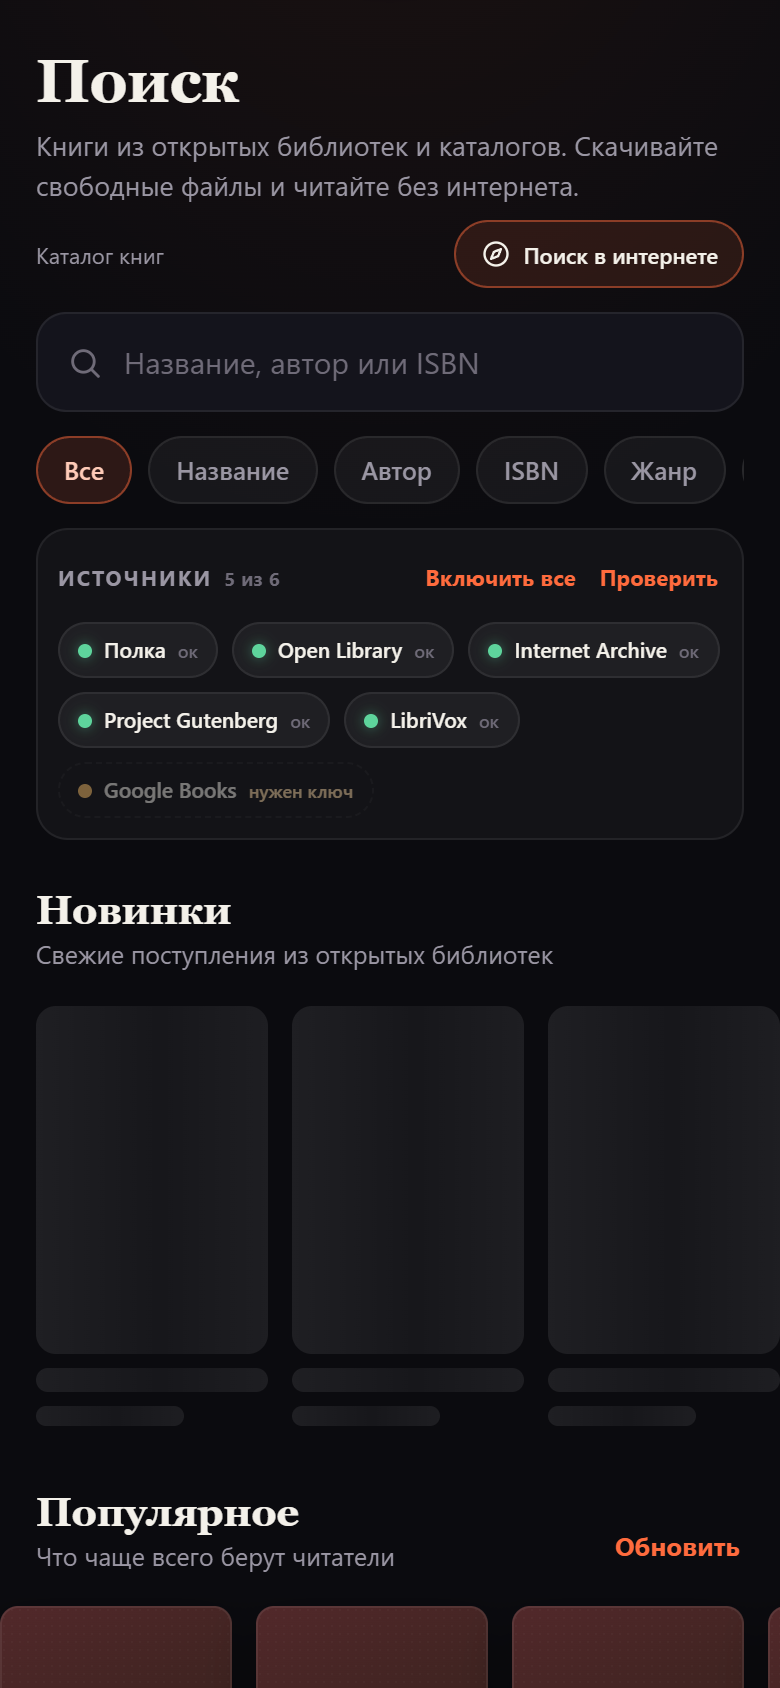 Поиск
Книги из открытых библиотек и каталогов. Скачивайте
свободные файлы и читайте без интернета.
Каталог книг
Поиск в интернете
Название, автор или ISBN
Все
Название
Автор
ISBN
Жанр
ИСТОЧНИКИ 5 из 6
Включить все
Проверить
Полка ок
Open Library ок
Internet Archive ок
Project Gutenberg ок
LibriVox ок
Google Books нужен ключ
Новинки
Свежие поступления из открытых библиотек
Популярное
Что чаще всего берут читатели
Обновить